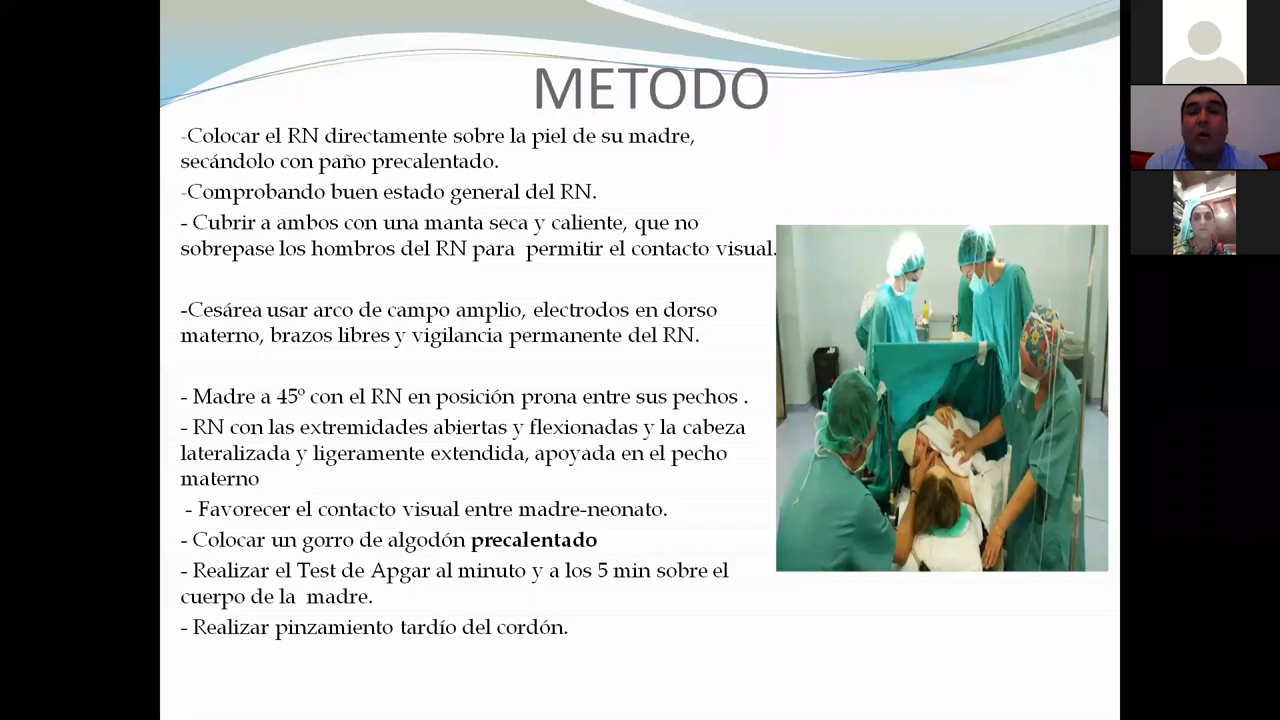 METODO
-Colocar el RN directamente sobre la piel de su madre,
secándolo con paño precalentado.
-Comprobando buen estado general del RN.
- Cubrir a ambos con una manta seca y caliente, que no
sobrepase los hombros del RN para permitir el contacto visual.
-Cesárea usar arco de campo amplio, electrodos en dorso
materno, brazos libres y vigilancia permanente del RN.
- Madre a 45º con el RN en posición prona entre sus pechos .
- RN con las extremidades abiertas y flexionadas y la cabeza
lateralizada y ligeramente extendida, apoyada en el pecho
materno
- Favorecer el contacto visual entre madre-neonato.
- Colocar un gorro de algodón precalentado
- Realizar el Test de Apgar al minuto y a los 5 min sobre el
cuerpo de la madre.
- Realizar pinzamiento tardío del cordón.